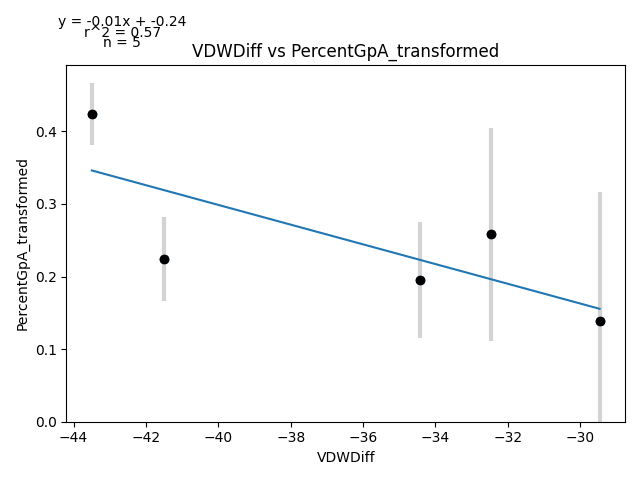 y = -0.01x + -0.24
r^2 = 0.57
n = 5
VDWDiff vs PercentGpA_transformed
PercentGpA_transformed
0.4
0.3
0.2
0.1
0.0
−44
−42
−40
−38
−36
−34
−32
−30
VDWDiff